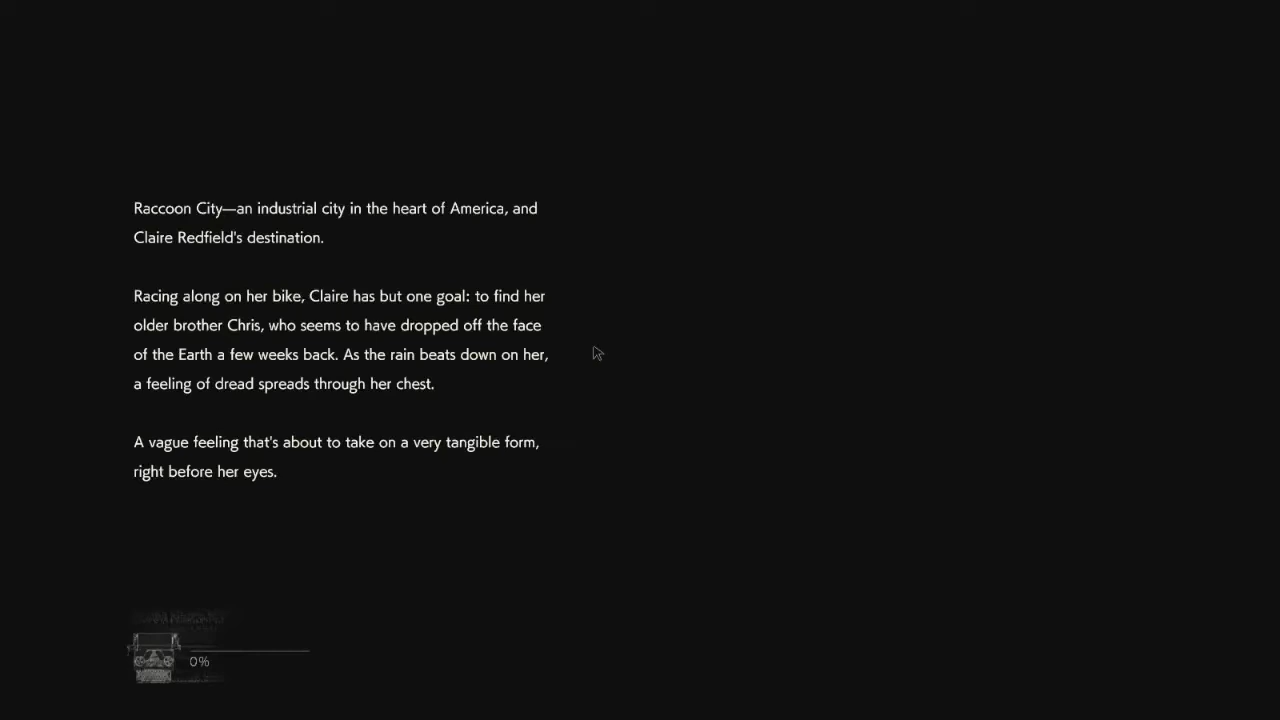 Raccoon City—an industrial city in the heart of America, and
Claire Redfield's destination.
Racing along on her bike, Claire has but one goal: to find her
older brother Chris, who seems to have dropped off the face
of the Earth a few weeks back. As the rain beats down on her,
a feeling of dread spreads through her chest.
A vague feeling that's about to take on a very tangible form,
right before her eyes.
0%